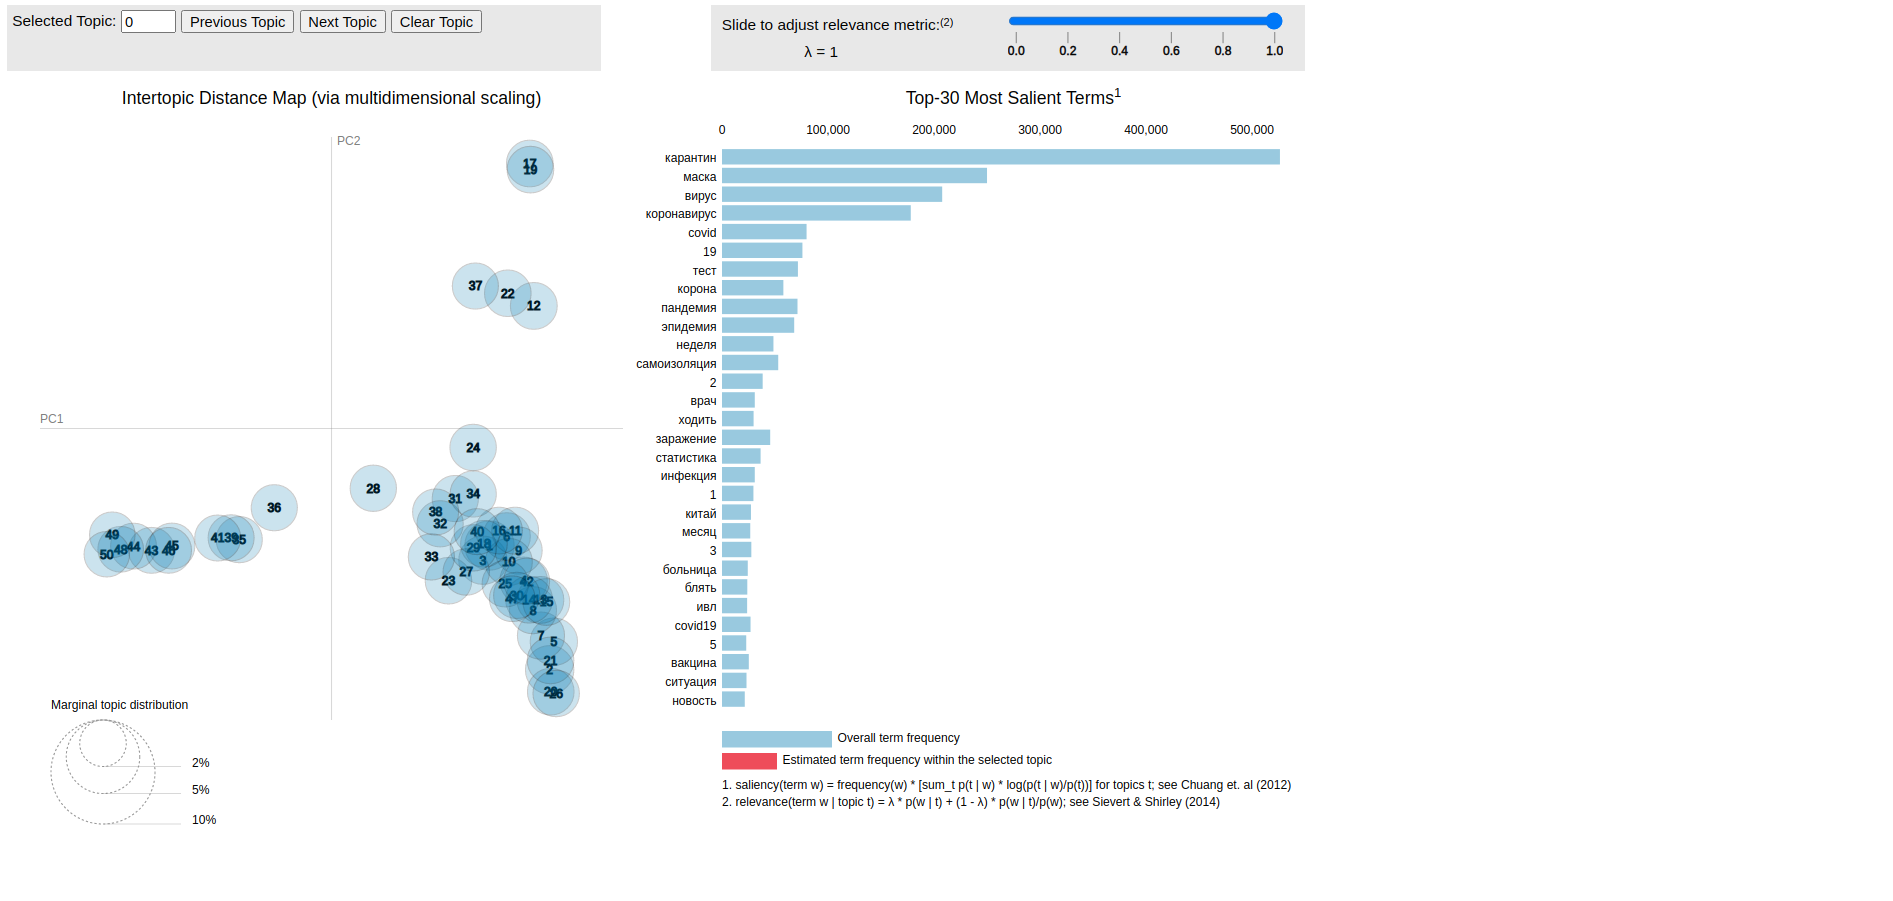 Selected Topic: 0 Previous Topic Next Topic Clear Topic
Slide to adjust relevance metric:(2)
λ = 1
0.0 0.2 0.4 0.6 0.8 1.0
Intertopic Distance Map (via multidimensional scaling)
PC2
PC1
17
19
37
22
12
24
28
36
34
31
38
32
49
50
48
44
43
46
45
41
39
35
33
23
27
40
16
11
6
29
18
9
3
10
25
42
30
8
15
7
5
21
2
20
26
Marginal topic distribution
2%
5%
10%
Top-30 Most Salient Terms1
0 100,000 200,000 300,000 400,000 500,000
карантин
маска
вирус
коронавирус
covid
19
тест
корона
пандемия
эпидемия
неделя
самоизоляция
2
врач
ходить
заражение
статистика
инфекция
1
китай
месяц
3
больница
блять
ивл
covid19
5
вакцина
ситуация
новость
Overall term frequency
Estimated term frequency within the selected topic
1. saliency(term w) = frequency(w) * [sum_t p(t | w) * log(p(t | w)/p(t))] for topics t; see Chuang et. al (2012)
2. relevance(term w | topic t) = λ * p(w | t) + (1 - λ) * p(w | t)/p(w); see Sievert & Shirley (2014)